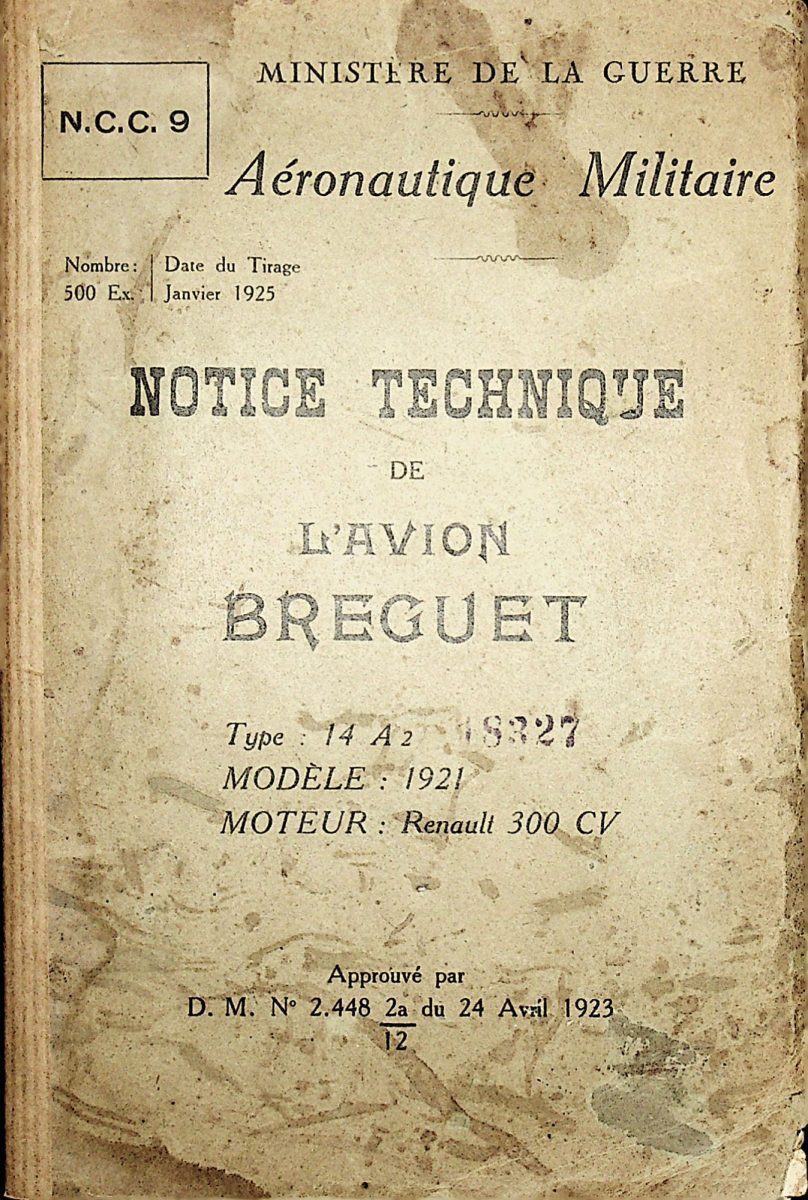 N.C.C. 9
MINISTÈRE DE LA GUERRE
Aéronautique Militaire
Nombre: Date du Tirage
500 Ex. Janvier 1925
NOTICE TECHNIQUE
DE
L'AVION
BREGUET
Type : 14 A2 18327
MODÈLE : 1921
MOTEUR : Renault 300 CV
Approuvé par
D. M. N° 2.448 2a du 24 Avril 1923
12